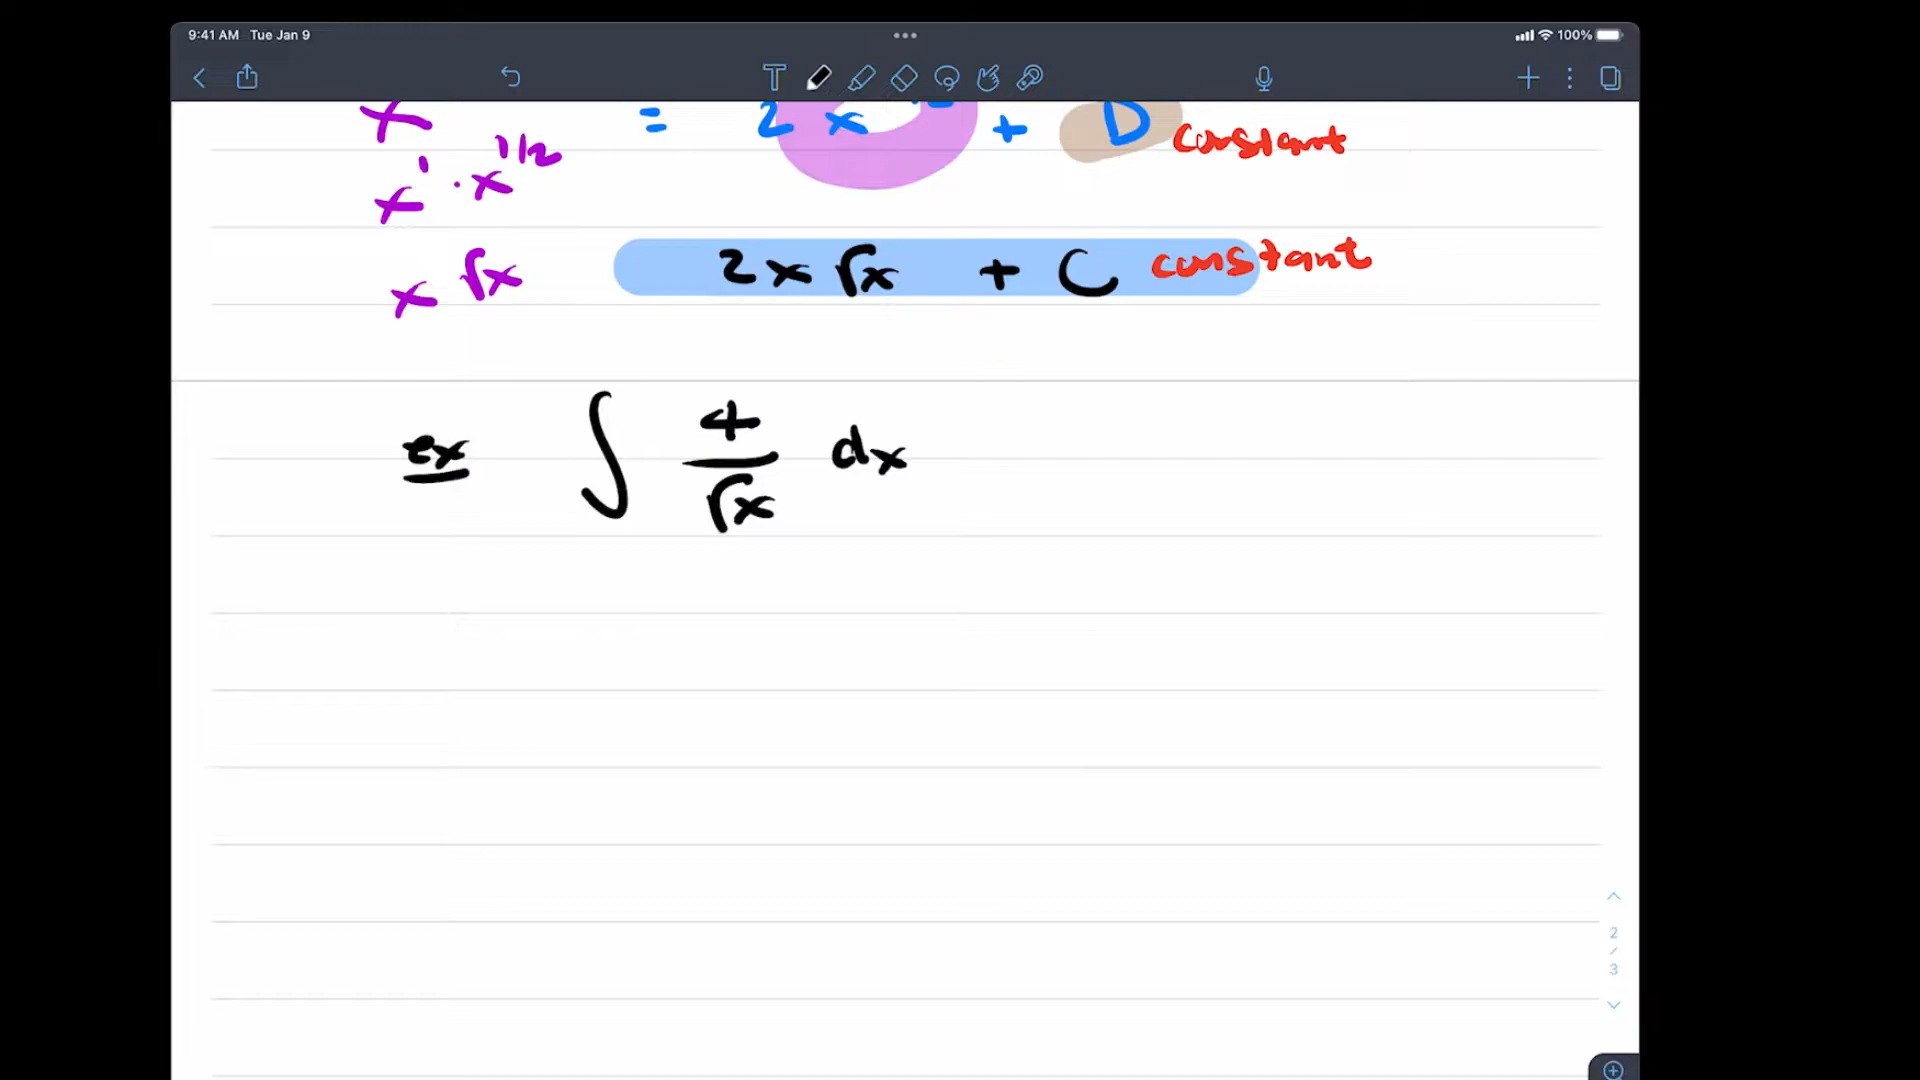 9:41 AM Tue Jan 9
100%
x = 2 x + D constant
x¹ · x^1/2
x √x 2x √x + C constant
ex ∫ 4/√x dx
2
/
3